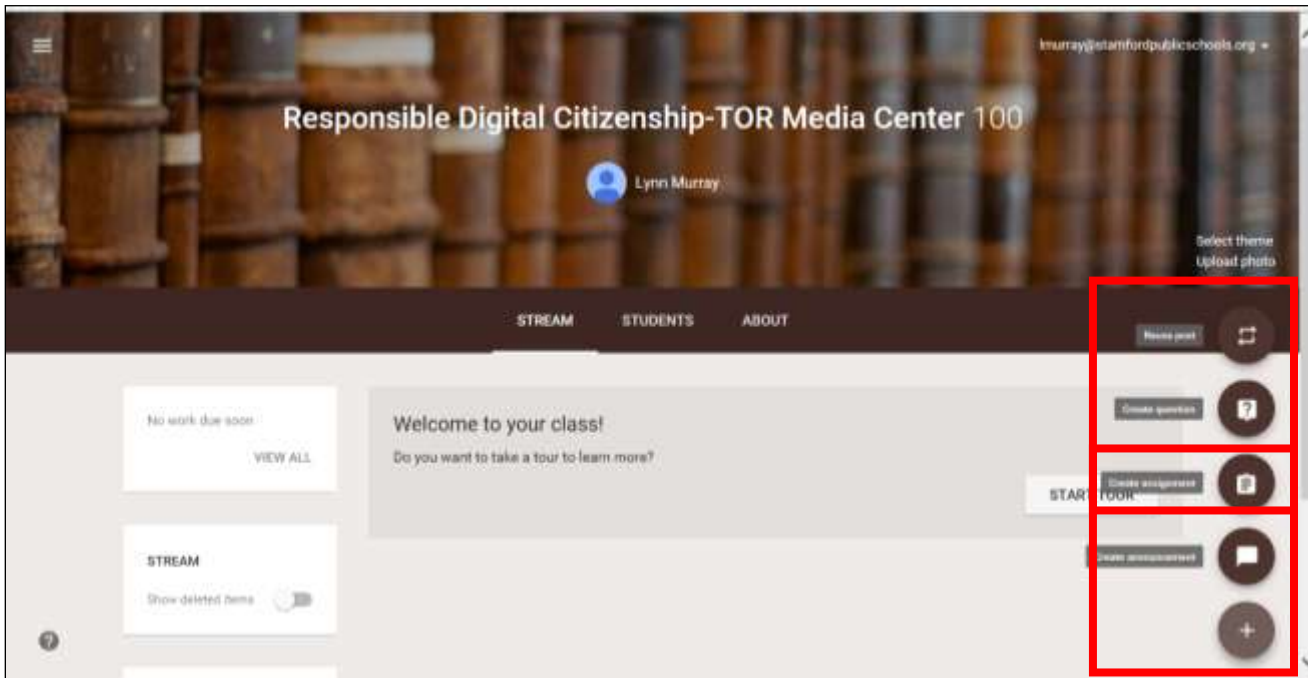 lmurray@stamfordpublicschools.org
Responsible Digital Citizenship-TOR Media Center 100
Lynn Murray
Select theme
Upload photo
STREAM STUDENTS ABOUT
Reuse post
Create question
No work due soon
VIEW ALL
Welcome to your class!
Do you want to take a tour to learn more?
Create assignment
START TOUR
STREAM
Show deleted items
Create announcement